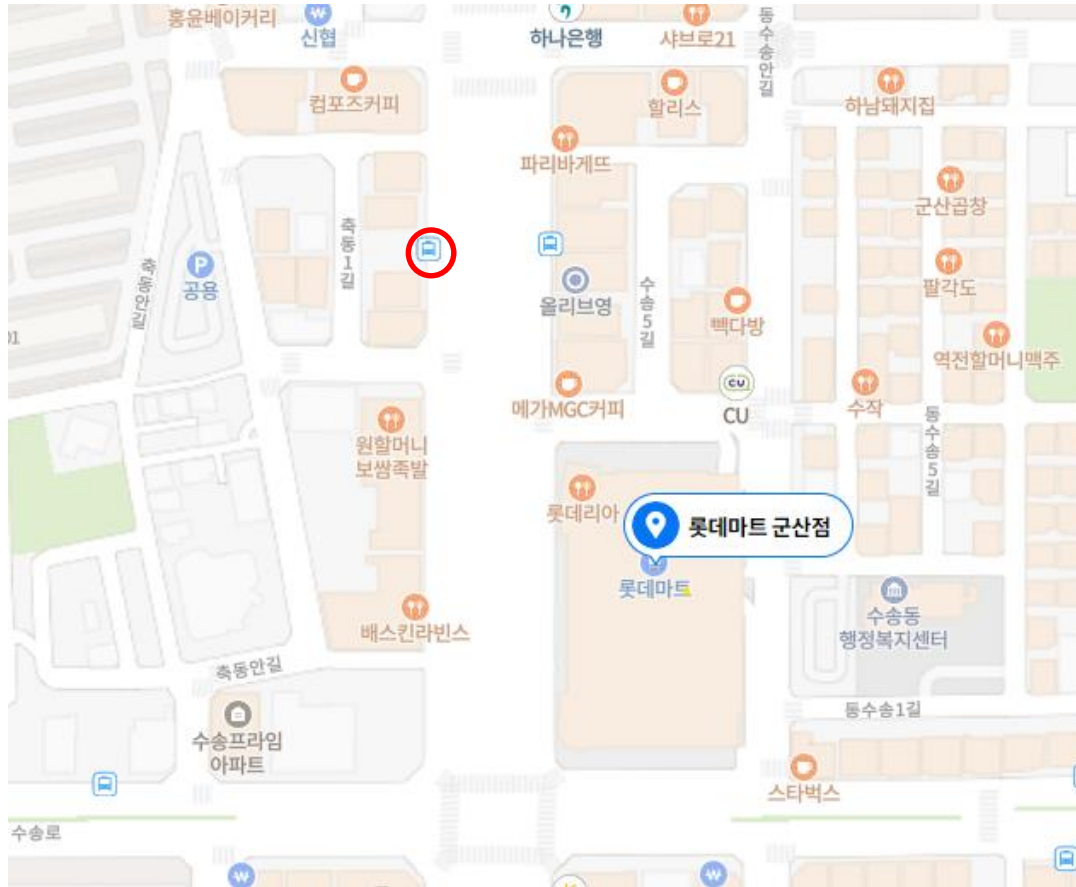 홍윤베이커리
신협
하나은행
샤브로21
동수송안길
컴포즈커피
할리스
하남돼지집
파리바게뜨
군산곱창
축동1길
축동안길
P
공용
올리브영
수송5길
빽다방
팔각도
역전할머니맥주
01
메가MGC커피
CU
CU
수작
동수송5길
원할머니
보쌈족발
롯데리아
롯데마트 군산점
롯데마트
수송동
행정복지센터
배스킨라빈스
축동안길
동수송1길
수송프라임
아파트
스타벅스
수송로